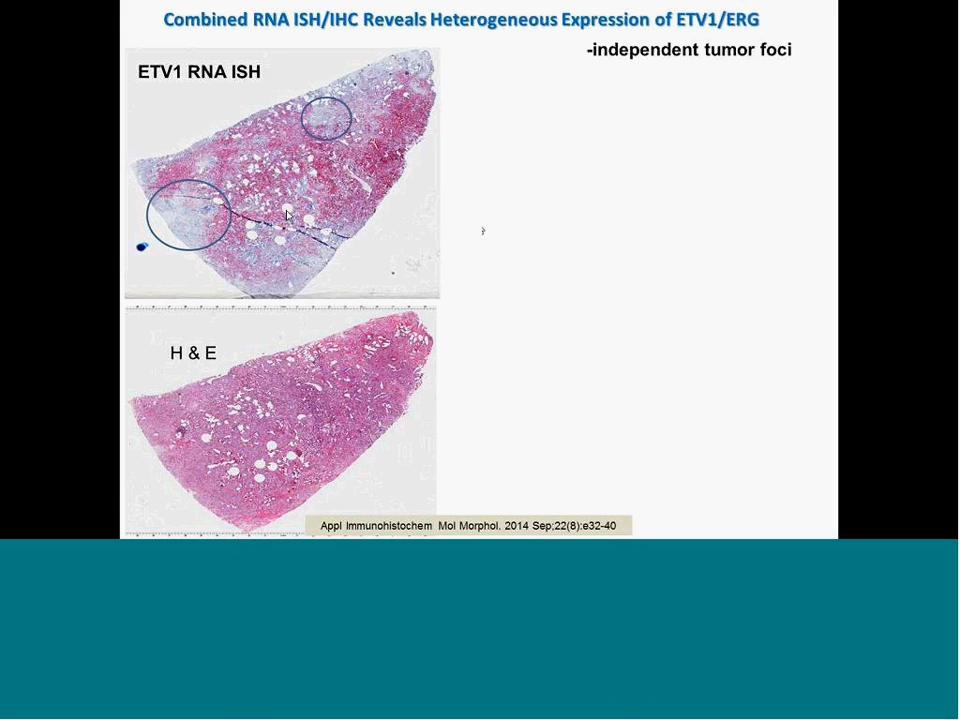 Combined RNA ISH/IHC Reveals Heterogeneous Expression of ETV1/ERG
-independent tumor foci
ETV1 RNA ISH
H & E
Appl Immunohistochem Mol Morphol. 2014 Sep;22(8):e32-40